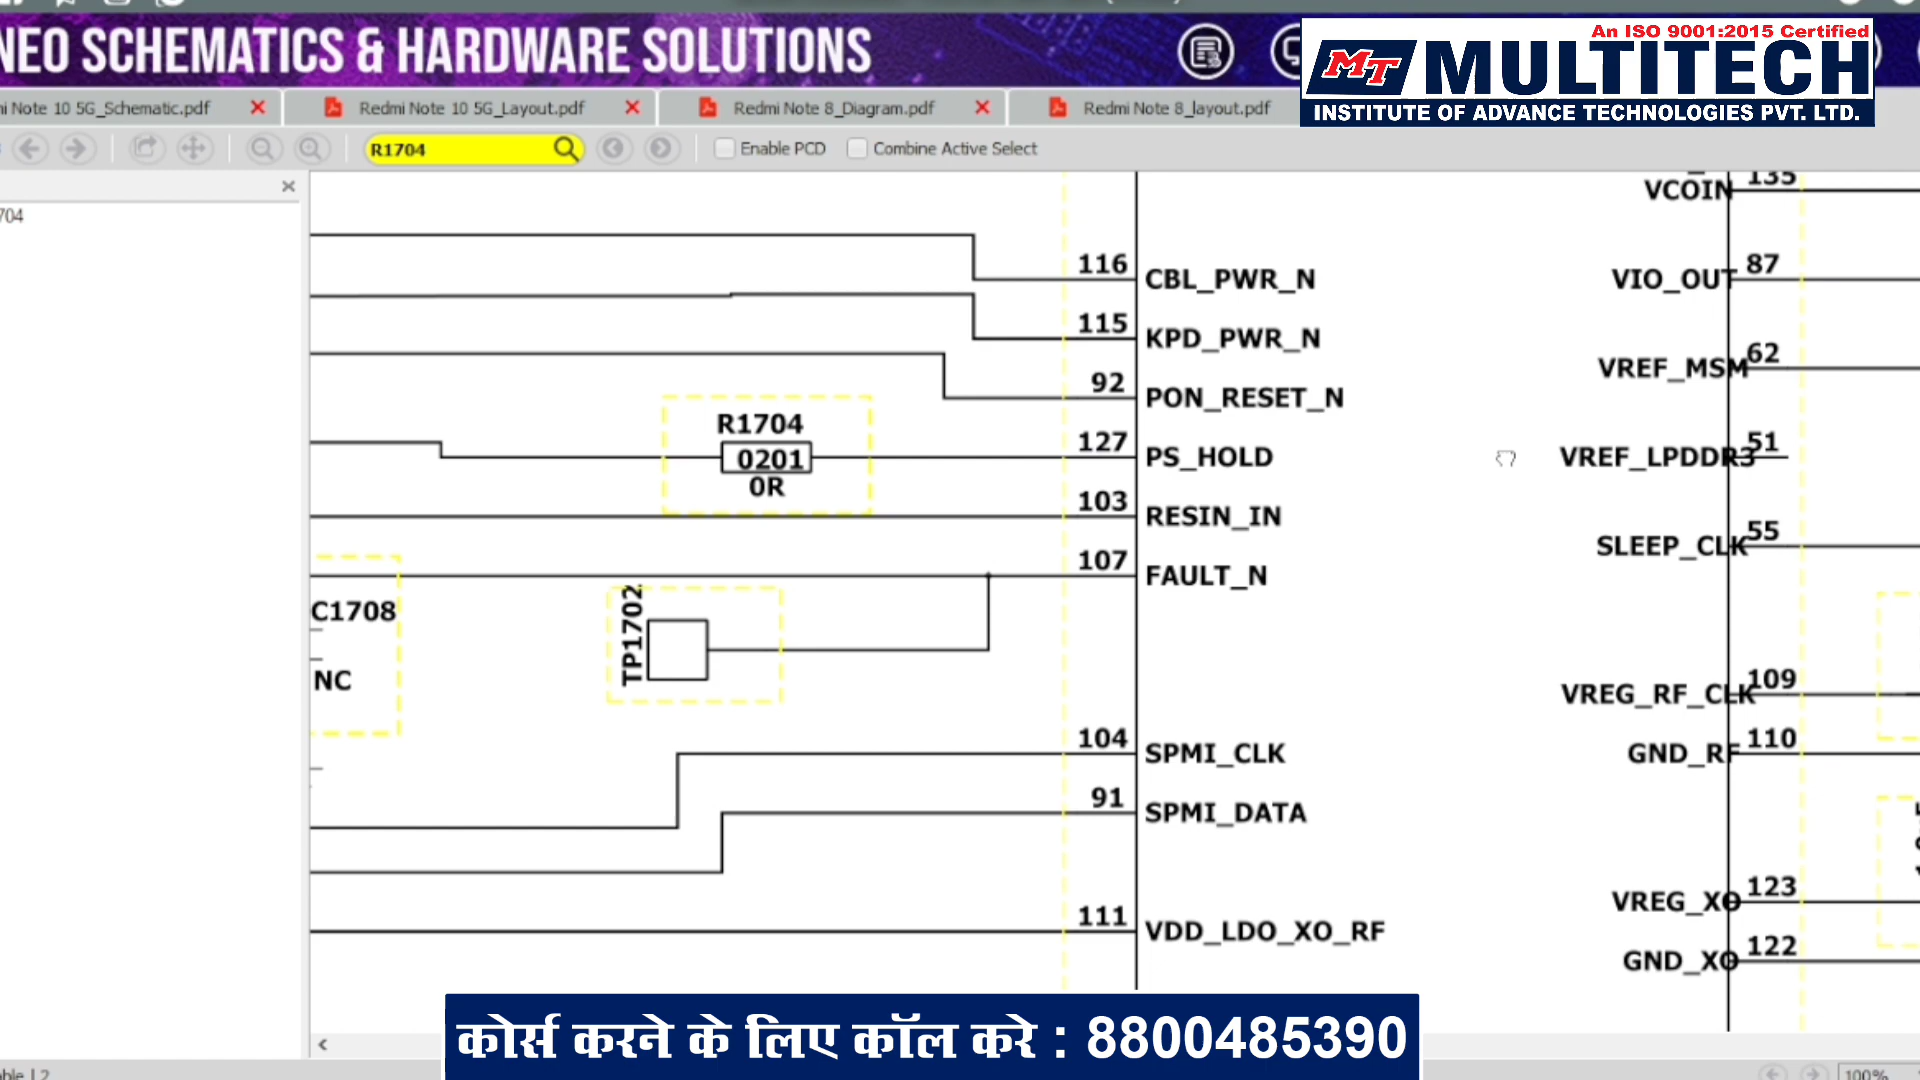 NEO SCHEMATICS & HARDWARE SOLUTIONS
An ISO 9001:2015 Certified
MT MULTITECH
INSTITUTE OF ADVANCE TECHNOLOGIES PVT. LTD.
Note 10 5G_Schematic.pdf
Redmi Note 10 5G_Layout.pdf
Redmi Note 8_Diagram.pdf
Redmi Note 8_layout.pdf
R1704
Enable PCD
Combine Active Select
704
116 CBL_PWR_N
115 KPD_PWR_N
92 PON_RESET_N
R1704
0201
0R
127 PS_HOLD
103 RESIN_IN
107 FAULT_N
C1708
NC
TP1702
104 SPMI_CLK
91 SPMI_DATA
111 VDD_LDO_XO_RF
VCOIN 135
VIO_OUT 87
VREF_MSM 62
VREF_LPDDR3 51
SLEEP_CLK 55
VREG_RF_CLK 109
GND_RF 110
VREG_XO 123
GND_XO 122
कोर्स करने के लिए कॉल करे : 8800485390
100%